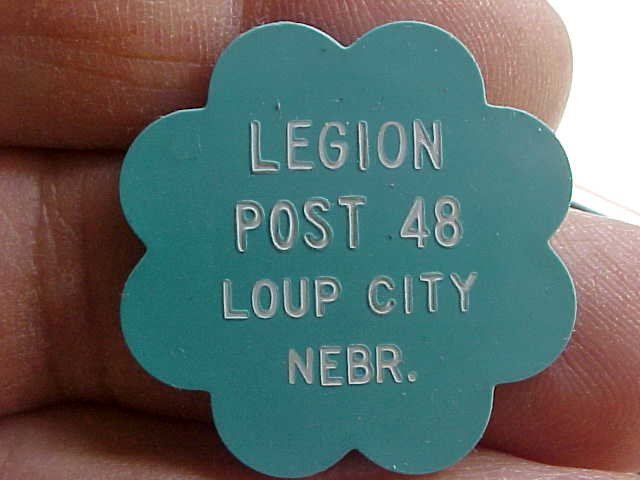 LEGION
POST 48
LOUP CITY
NEBR.